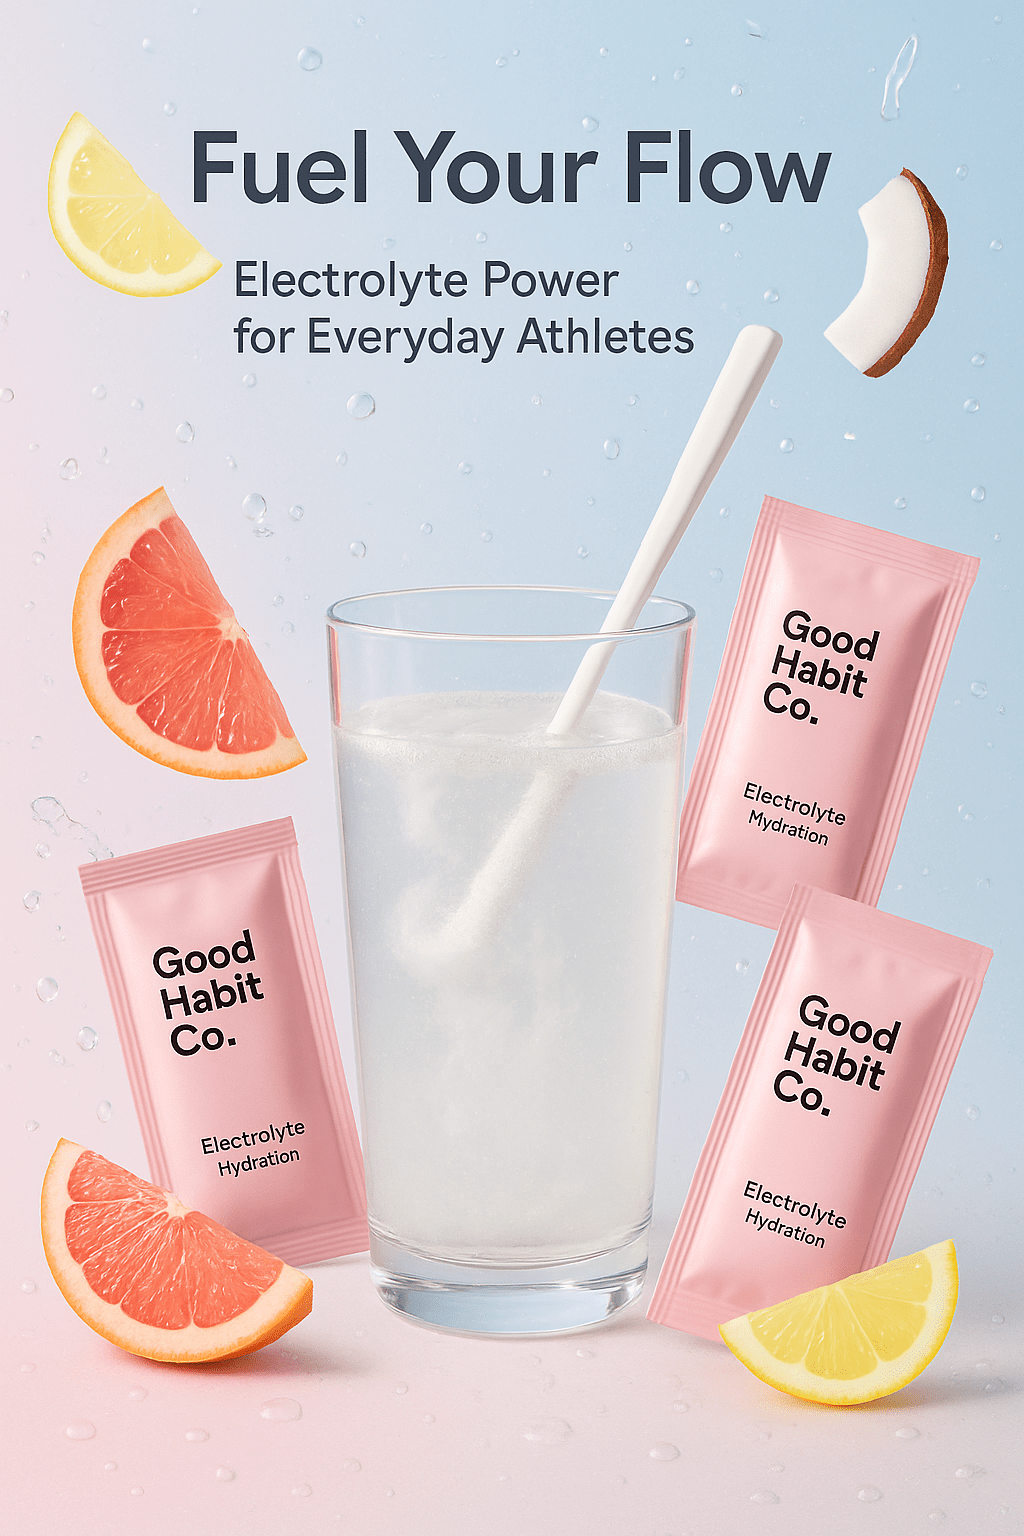 Fuel Your Flow
Electrolyte Power
for Everyday Athletes
Good
Habit
Co.
Electrolyte
Mydration
Good
Habit
Co.
Electrolyte
Hydration
Good
Habit
Co.
Electrolyte
Hydration